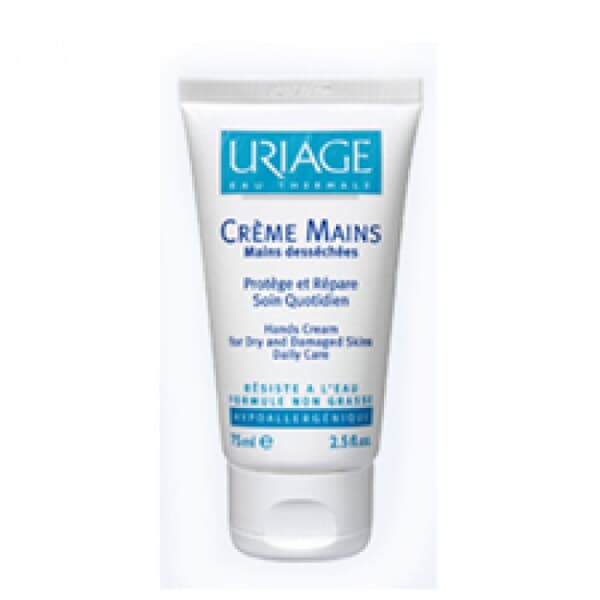 URIAGE
EAU THERMALE
CRÈME MAINS
Mains desséchées
Protège et Répare
Soin Quotidien
Hands Cream
for Dry and Damaged Skins
Daily Care
RÉSISTE A L'EAU
FORMULE NON GRASSE
HYPOALLERGÉNIQUE
75ml e 2.5 fl.oz.